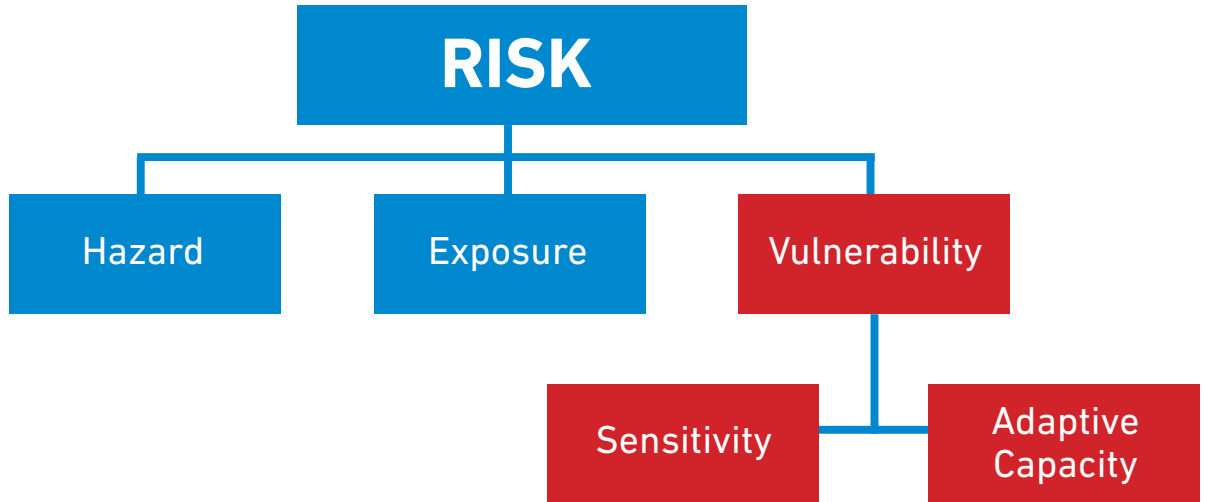 RISK
Hazard
Exposure
Vulnerability
Sensitivity
Adaptive
Capacity